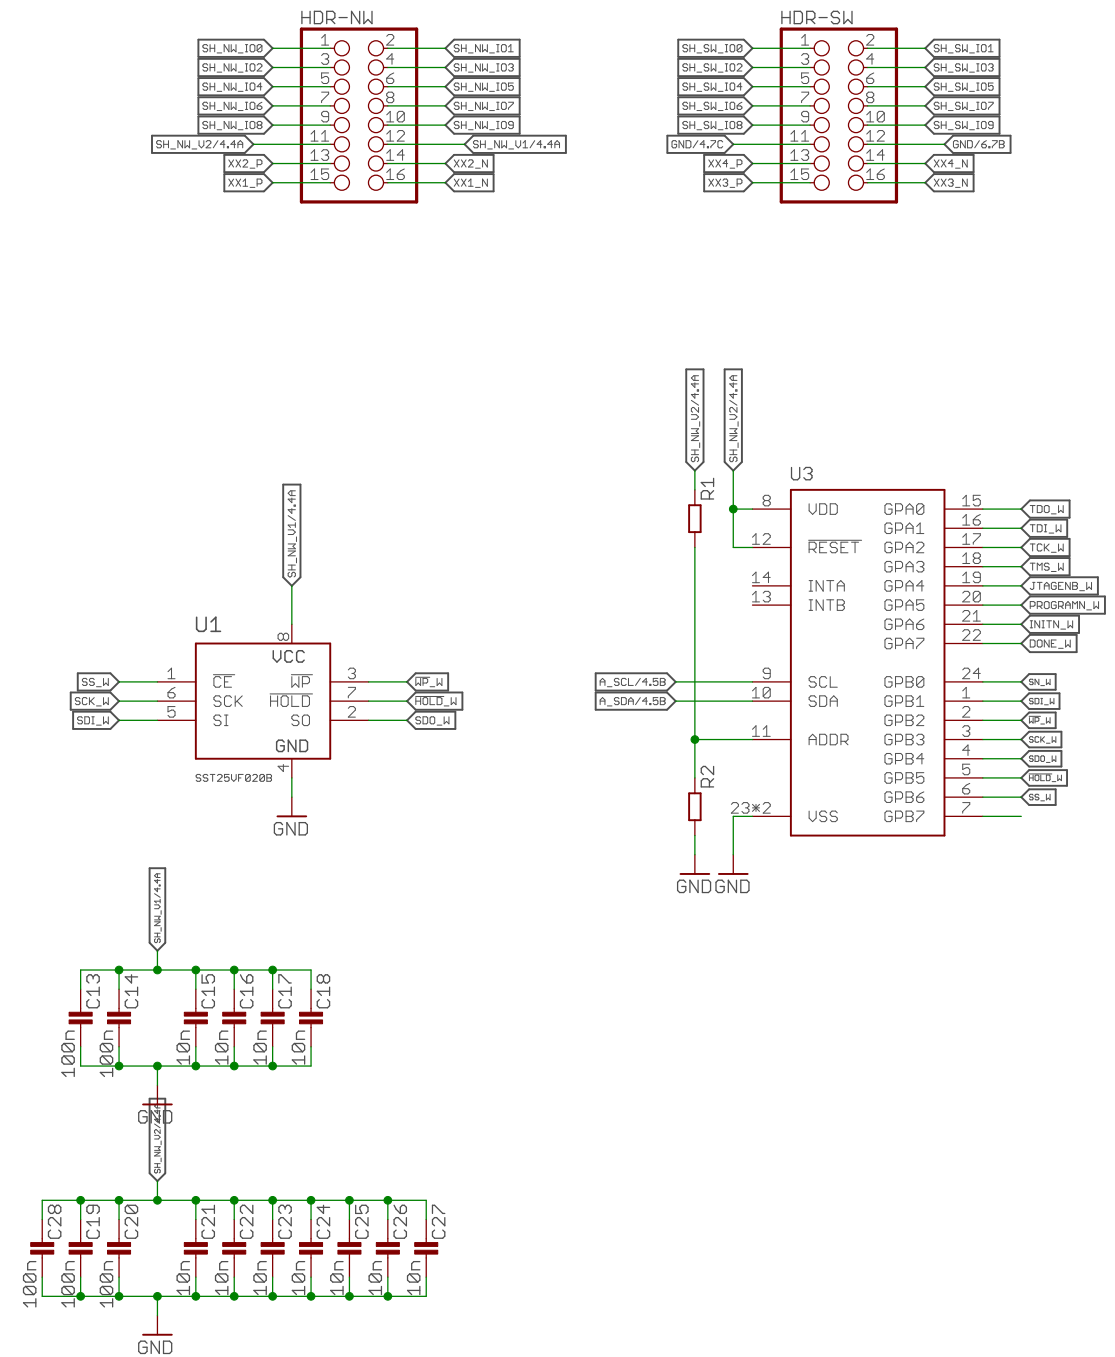 HDR-NW
SH_NW_IO0 1 2 SH_NW_IO1
SH_NW_IO2 3 4 SH_NW_IO3
SH_NW_IO4 5 6 SH_NW_IO5
SH_NW_IO6 7 8 SH_NW_IO7
SH_NW_IO8 9 10 SH_NW_IO9
SH_NW_V2/4.4A 11 12 SH_NW_V1/4.4A
XX2_P 13 14 XX2_N
XX1_P 15 16 XX1_N
HDR-SW
SH_SW_IO0 1 2 SH_SW_IO1
SH_SW_IO2 3 4 SH_SW_IO3
SH_SW_IO4 5 6 SH_SW_IO5
SH_SW_IO6 7 8 SH_SW_IO7
SH_SW_IO8 9 10 SH_SW_IO9
GND/4.7C 11 12 GND/6.7B
XX4_P 13 14 XX4_N
XX3_P 15 16 XX3_N
SH_NW_V1/4.4A
U1
8
VCC
SS_W 1 CE WP 3 WP_W
SCK_W 6 SCK HOLD 7 HOLD_W
SDI_W 5 SI SO 2 SDO_W
GND
4
SST25VF020B
GND
SH_NW_V2/4.4A
SH_NW_V2/4.4A
R1
U3
8 VDD GPA0 15 TDO_W
GPA1 16 TDI_W
12 RESET GPA2 17 TCK_W
GPA3 18 TMS_W
14 INTA GPA4 19 JTAGENB_W
13 INTB GPA5 20 PROGRAMN_W
GPA6 21 INITN_W
GPA7 22 DONE_W
A_SCL/4.5B 9 SCL GPB0 24 SN_W
A_SDA/4.5B 10 SDA GPB1 1 SDI_W
GPB2 2 WP_W
11 ADDR GPB3 3 SCK_W
GPB4 4 SDO_W
R2
GPB5 5 HOLD_W
GPB6 6 SS_W
23*2 VSS GPB7 7
GND GND
SH_NW_V1/4.4A
C13 C14 C15 C16 C17 C18
100n 100n 10n 10n 10n 10n
GND
SH_NW_V2/4.4A
C28 C19 C20 C21 C22 C23 C24 C25 C26 C27
100n 100n 100n 10n 10n 10n 10n 10n 10n 10n
GND